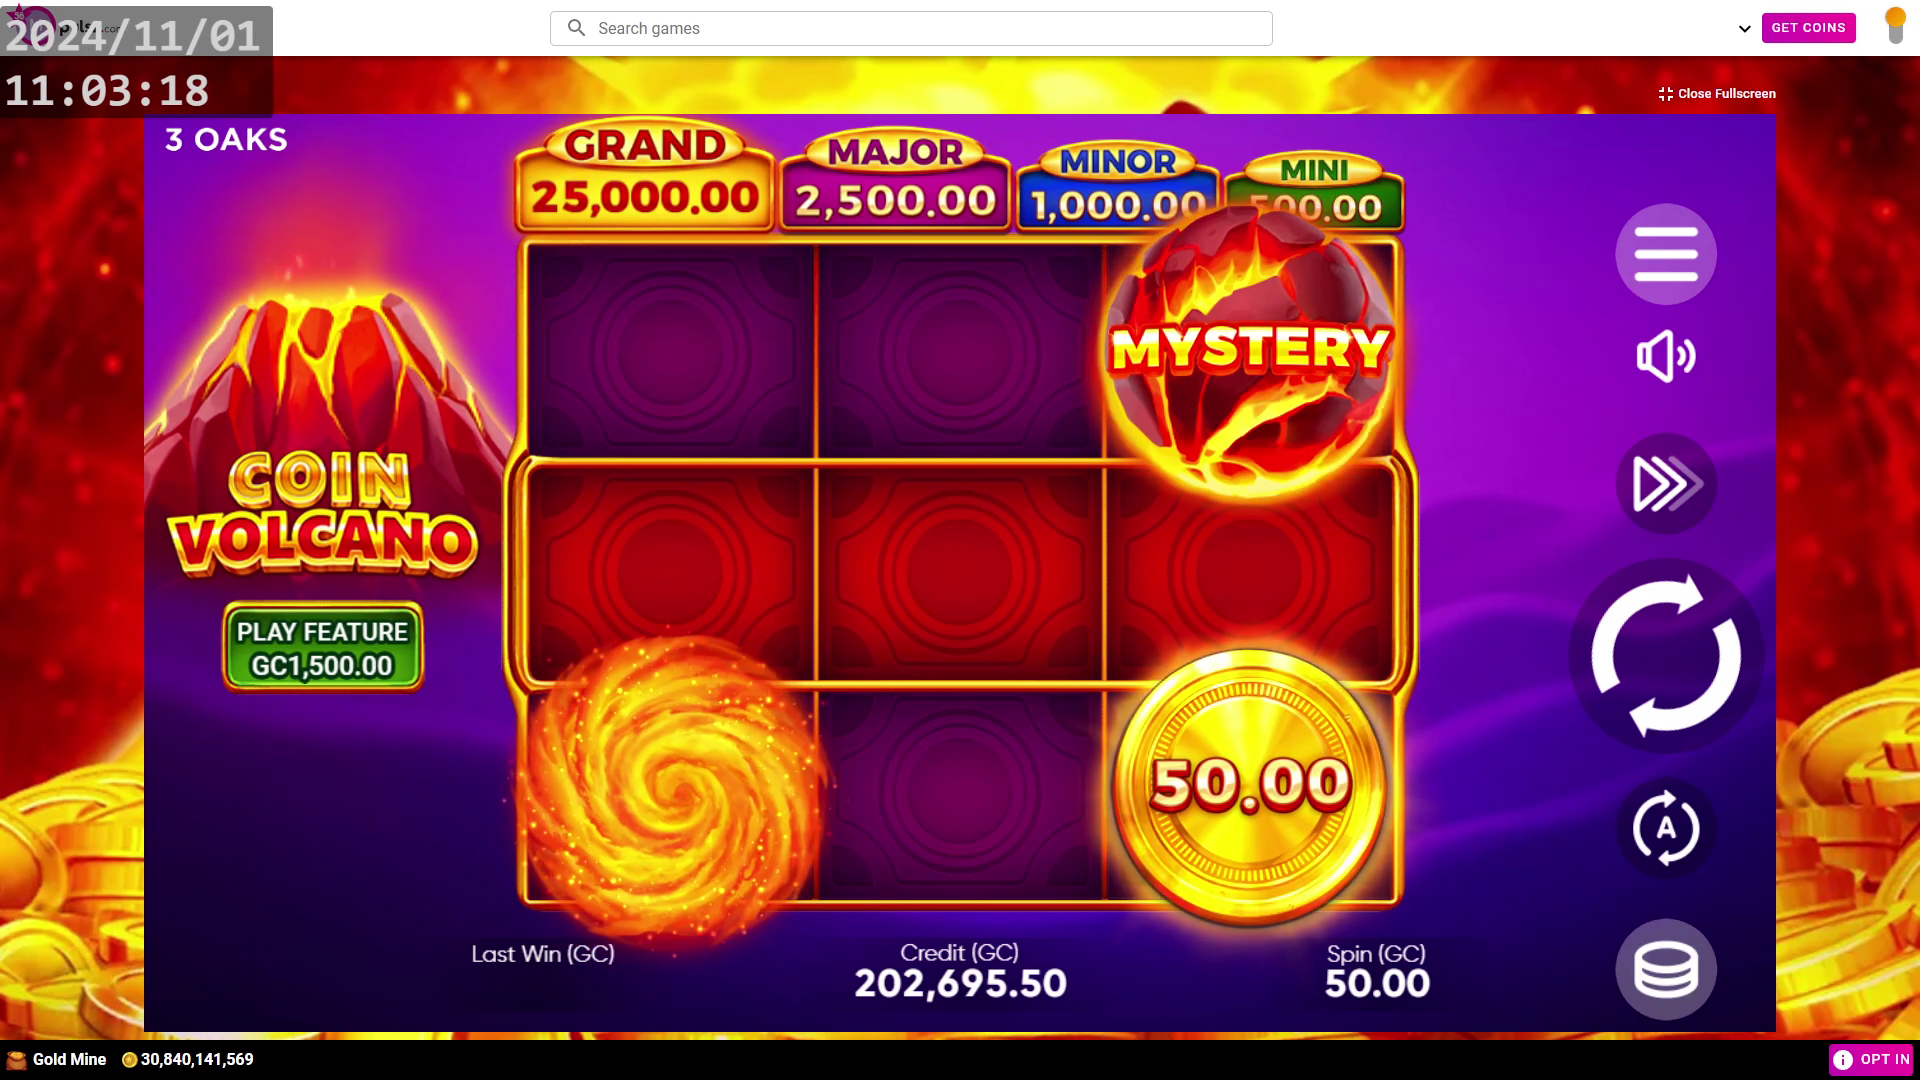 2024/11/01
11:03:18
Search games
GET COINS
Close Fullscreen
3 OAKS
GRAND
25,000.00
MAJOR
2,500.00
MINOR
1,000.00
MINI
500.00
MYSTERY
COIN
VOLCANO
PLAY FEATURE
GC1,500.00
50.00
A
Last Win (GC)
Credit (GC)
202,695.50
Spin (GC)
50.00
Gold Mine
30,840,141,569
OPT IN